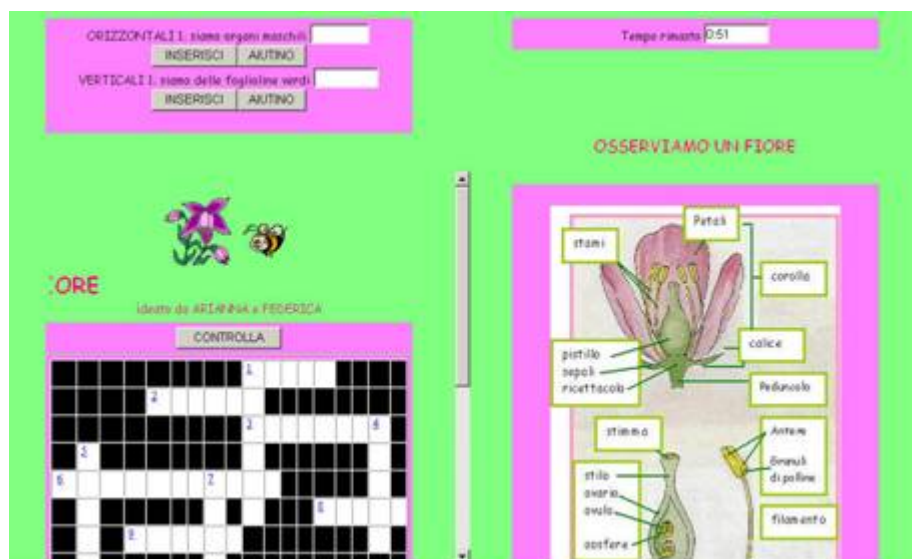 ORIZZONTALI 1. siamo organi maschili
INSERISCI AIUTINO
VERTICALI 1. siamo delle foglioline verdi
INSERISCI AIUTINO
ORE
ideato da ARIANNA e FEDERICA
CONTROLLA
1
2
3 4
5
6 7
8
9
Tempo rimasto 0:51
OSSERVIAMO UN FIORE
Petali
stami
corolla
calice
pistillo
sepali
ricettacolo
Peduncolo
stimma
Antere
Granuli
di polline
stilo
ovario
ovulo
oosfera
filamento